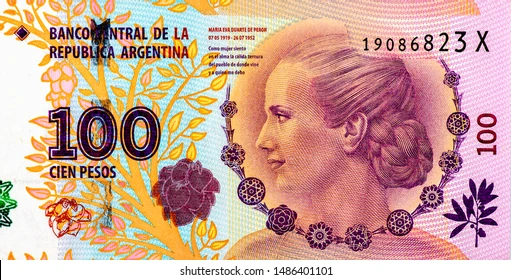 BANCO CENTRAL DE LA
REPUBLICA ARGENTINA
MARIA EVA DUARTE DE PERON
07 05 1919 - 26 07 1952
Como mujer siento
en el alma la cálida ternura
del pueblo de donde vine
y a quien me debo
19086823 X
100
CIEN PESOS
100
shutterstock.com · 1486401101